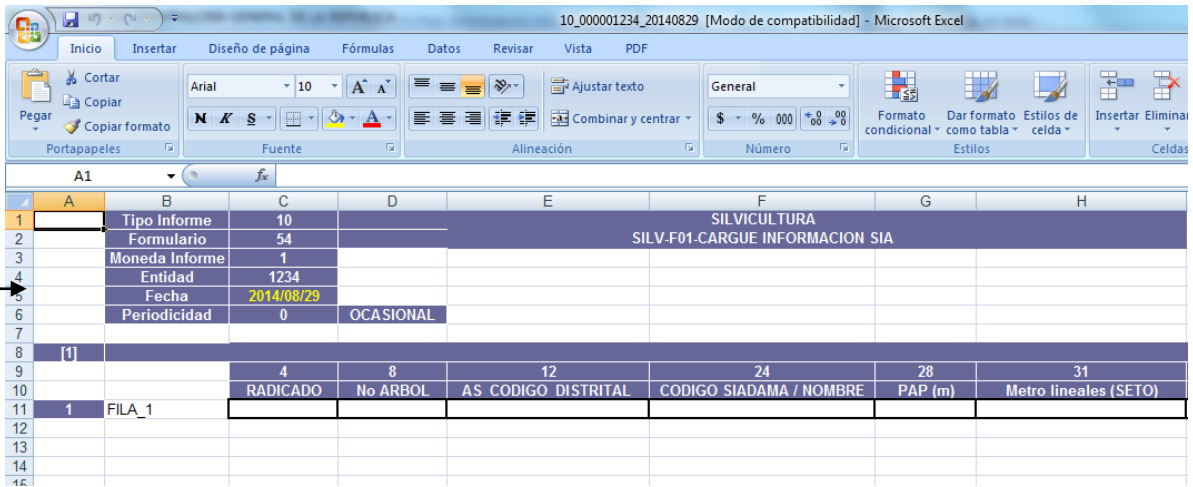 10_000001234_20140829 [Modo de compatibilidad] - Microsoft Excel
Inicio Insertar Diseño de página Fórmulas Datos Revisar Vista PDF
Pegar
Cortar
Copiar
Copiar formato
Portapapeles
Arial 10 A A
N K S A
Fuente
Ajustar texto
Combinar y centrar
Alineación
General
$ % 000
Número
Formato condicional
Dar formato como tabla
Estilos de celda
Estilos
Insertar Eliminar
Celdas
A1 fx
A B C D E F G H
1 Tipo Informe 10 SILVICULTURA
2 Formulario 54 SILV-F01-CARGUE INFORMACION SIA
3 Moneda Informe 1
4 Entidad 1234
5 Fecha 2014/08/29
6 Periodicidad 0 OCASIONAL
7
8 [1]
9 4 8 12 24 28 31
10 RADICADO No ARBOL AS_CODIGO_DISTRITAL CODIGO SIADAMA / NOMBRE PAP (m) Metro lineales (SETO)
11 1 FILA_1
12
13
14
15